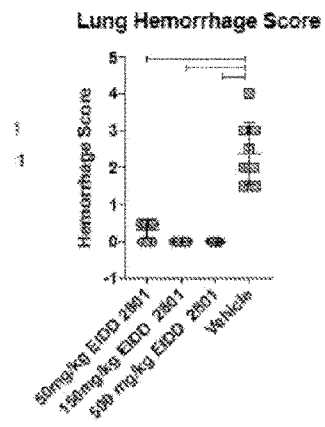 Lung Hemorrhage Score
Hemorrhage Score
5
4
3
2
1
0
-1
50mg/kg EIDD 2801
150mg/kg EIDD 2801
500 mg/kg EIDD 2801
Vehicle